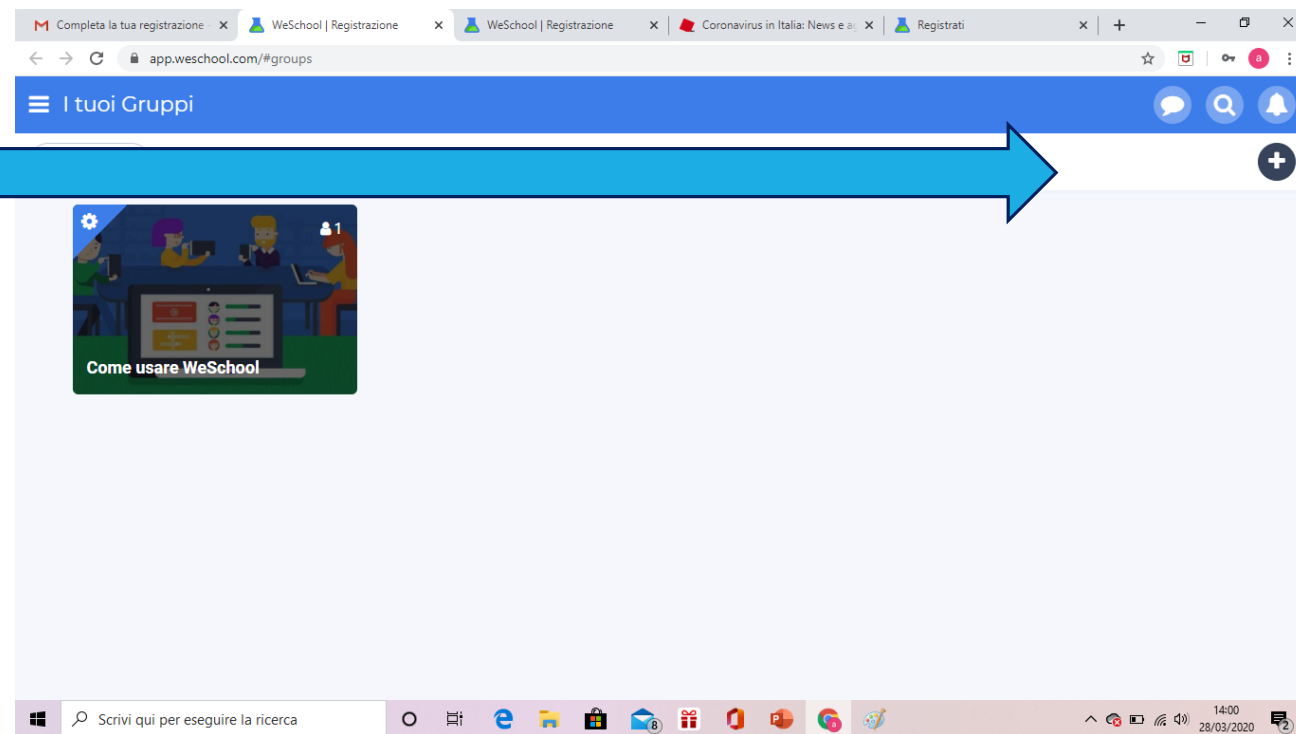 Completa la tua registrazione -
WeSchool | Registrazione
WeSchool | Registrazione
Coronavirus in Italia: News e ag
Registrati
app.weschool.com/#groups
a
I tuoi Gruppi
1
Come usare WeSchool
Scrivi qui per eseguire la ricerca
8
14:00
28/03/2020
2